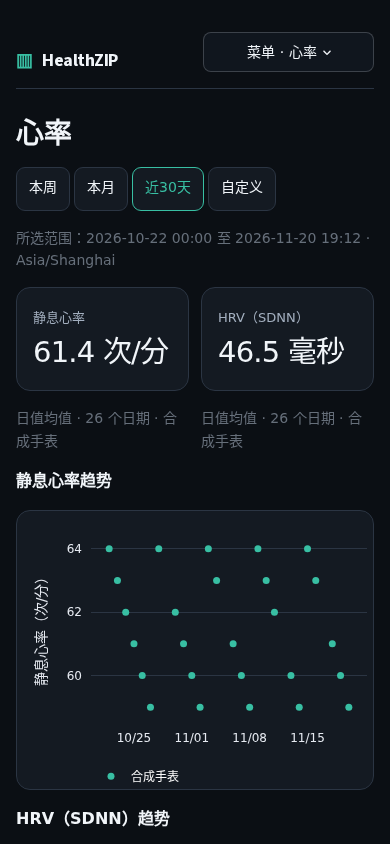 HealthZIP
菜单 · 心率
心率
本周
本月
近30天
自定义
所选范围：2026-10-22 00:00 至 2026-11-20 19:12 ·
Asia/Shanghai
静息心率
61.4 次/分
HRV（SDNN）
46.5 毫秒
日值均值 · 26 个日期 · 合
成手表
日值均值 · 26 个日期 · 合
成手表
静息心率趋势
静息心率（次/分）
64
62
60
10/25
11/01
11/08
11/15
合成手表
HRV（SDNN）趋势